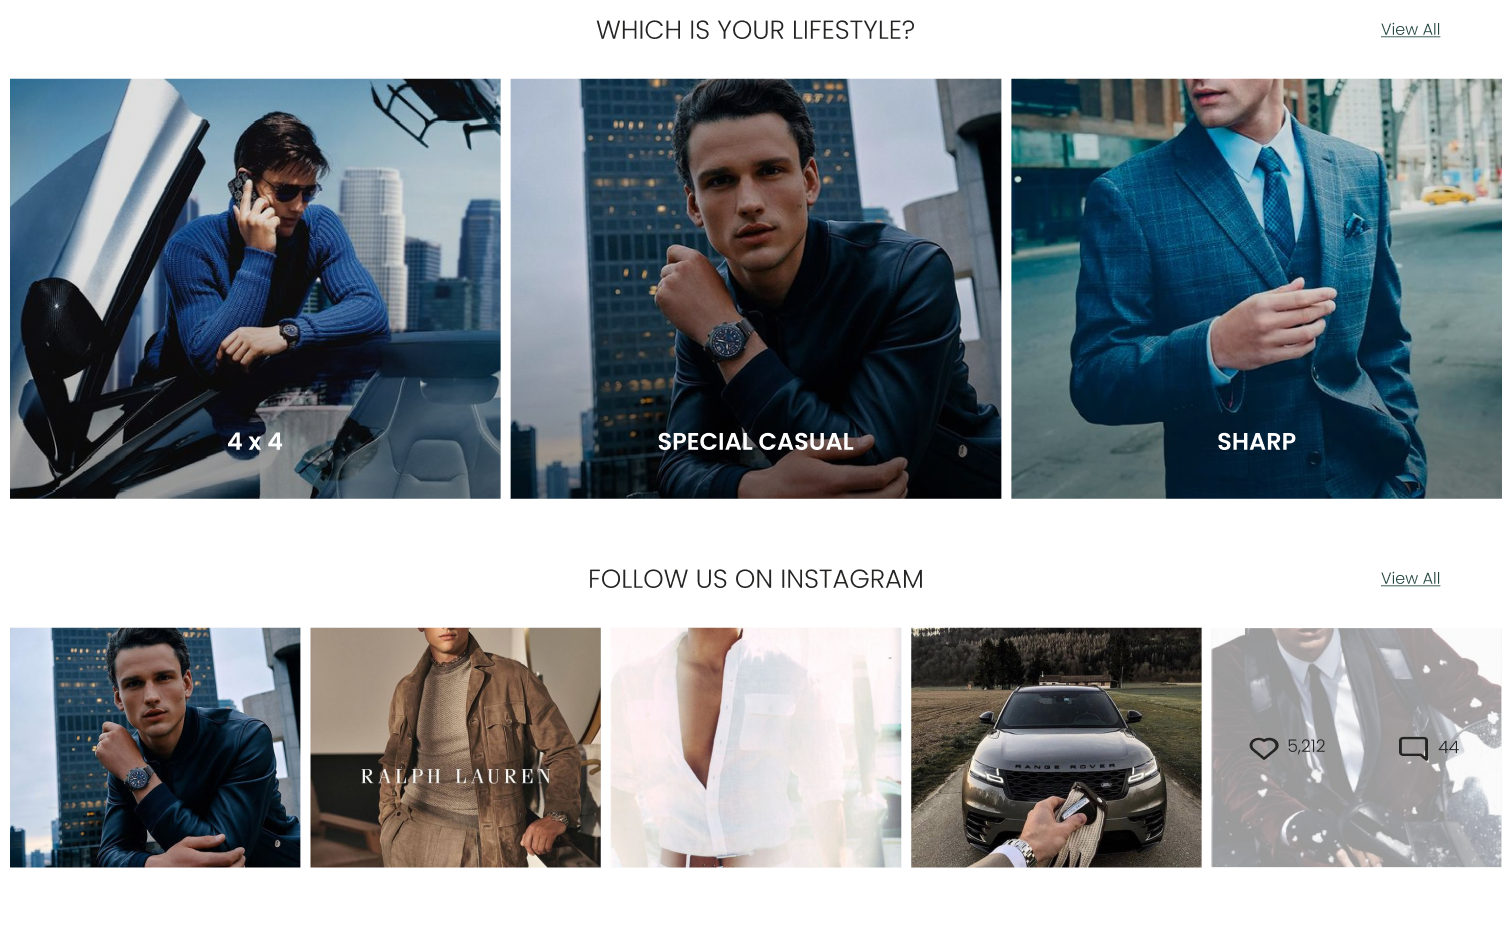 WHICH IS YOUR LIFESTYLE?
View All
4 x 4
SPECIAL CASUAL
SHARP
FOLLOW US ON INSTAGRAM
View All
RALPH LAUREN
RANGE ROVER
5,212
44